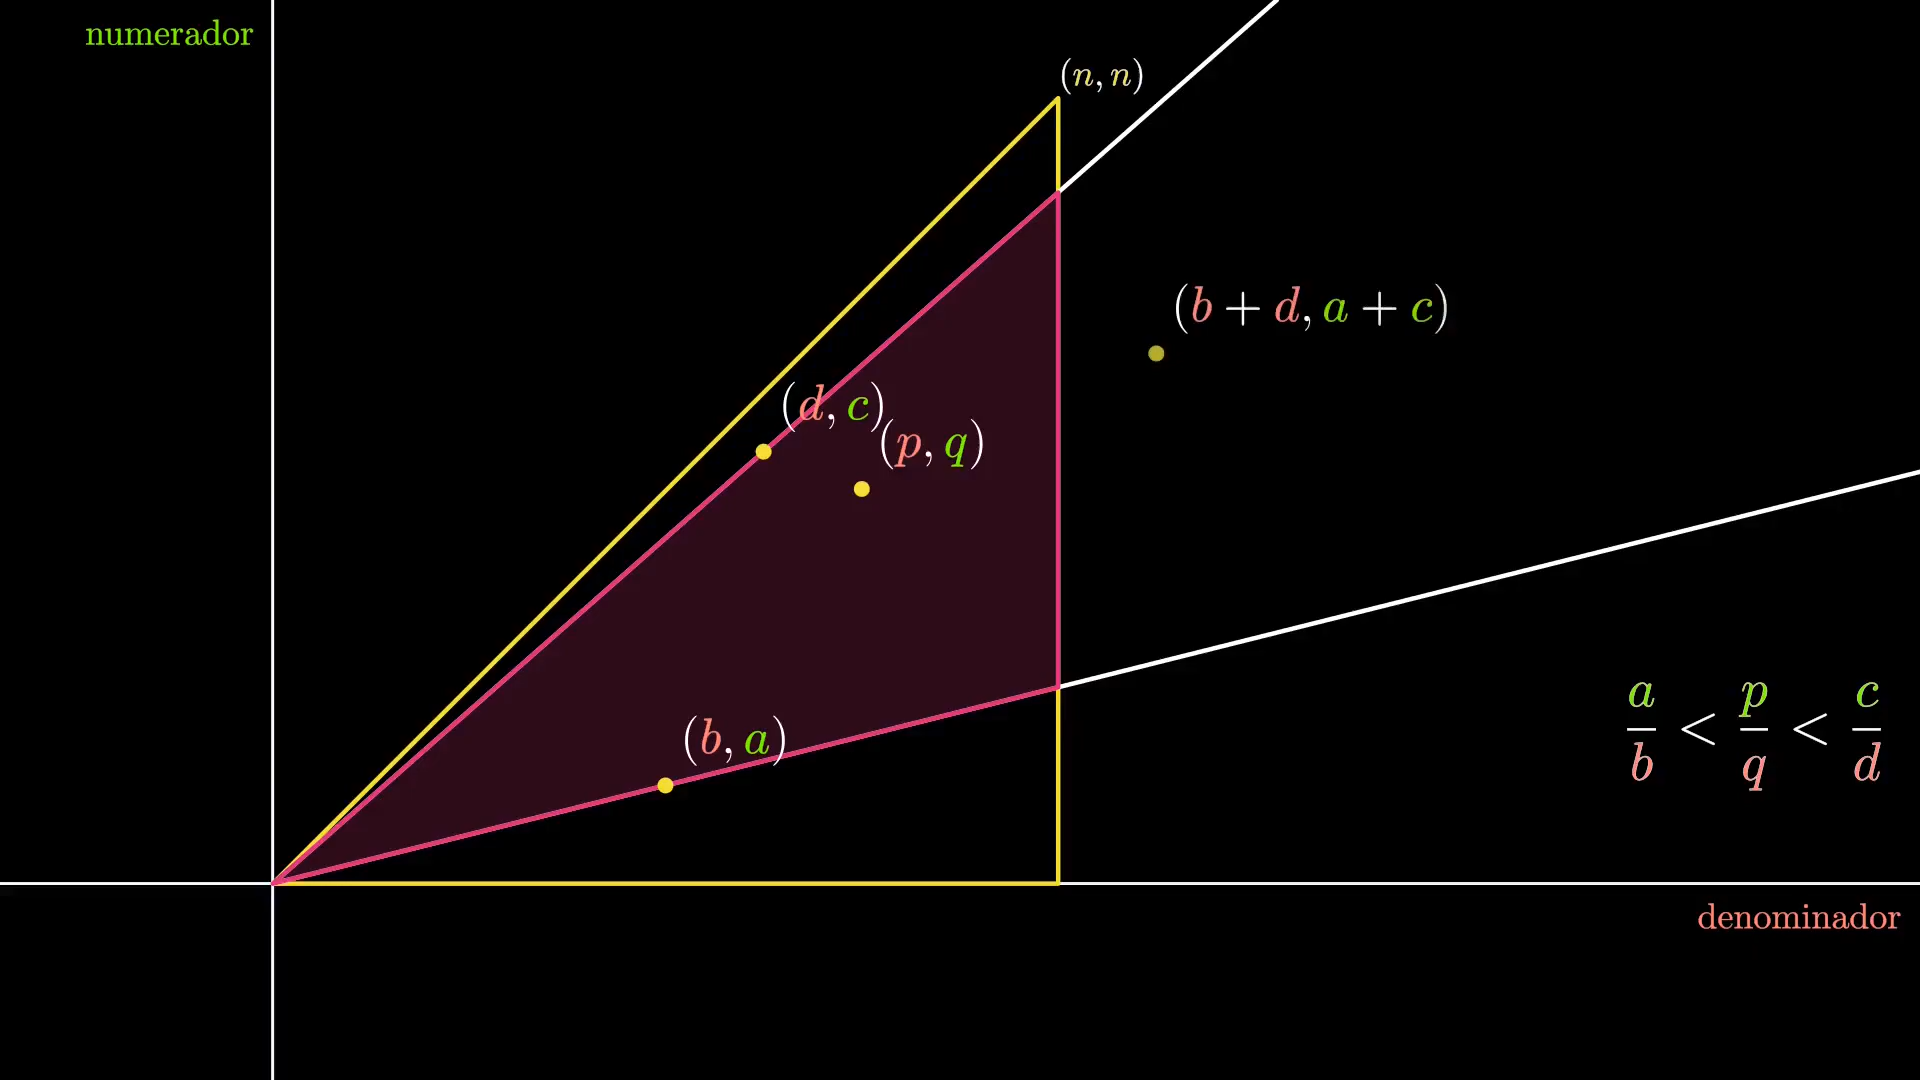 numerador
(n, n)
(b + d, a + c)
(d, c)
(p, q)
(b, a)
a/b < p/q < c/d
denominador